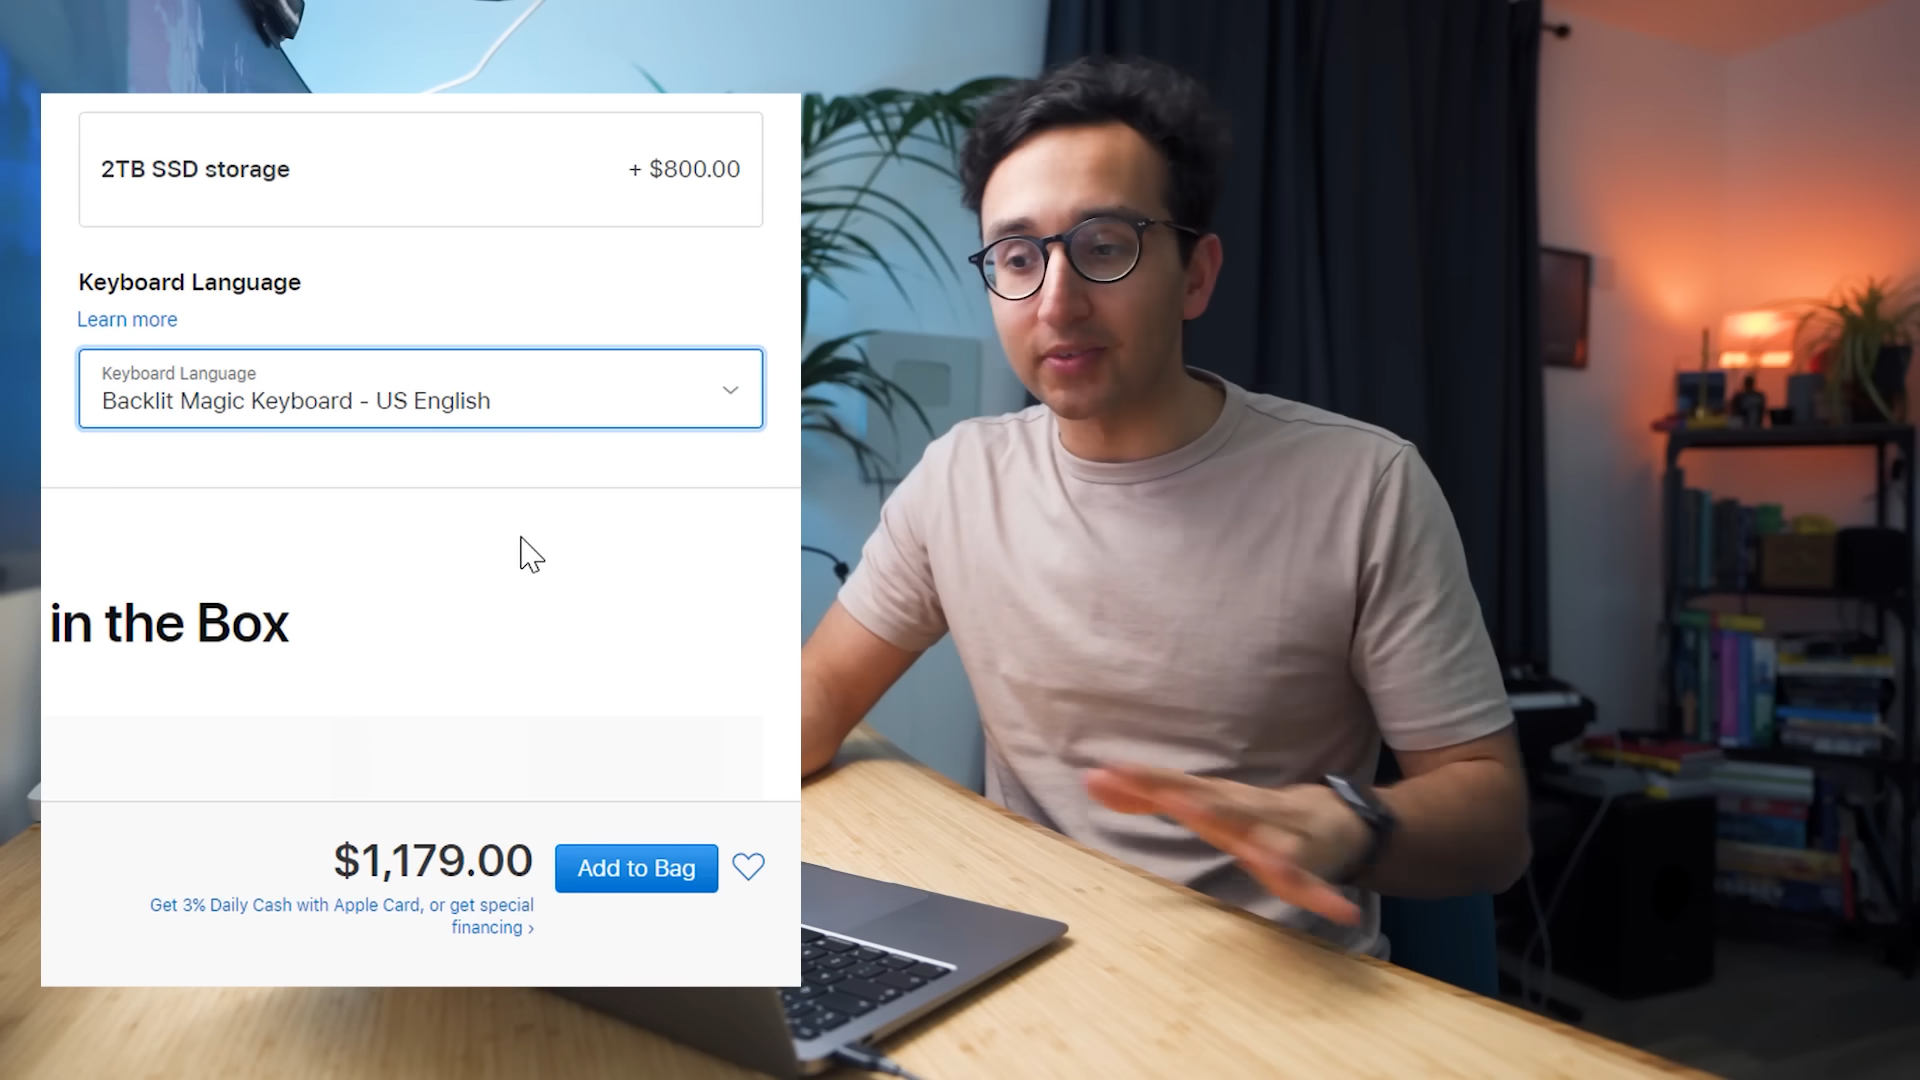 2TB SSD storage
+ $800.00
Keyboard Language
Learn more
Keyboard Language
Backlit Magic Keyboard - US English
in the Box
$1,179.00
Add to Bag
Get 3% Daily Cash with Apple Card, or get special
financing ›